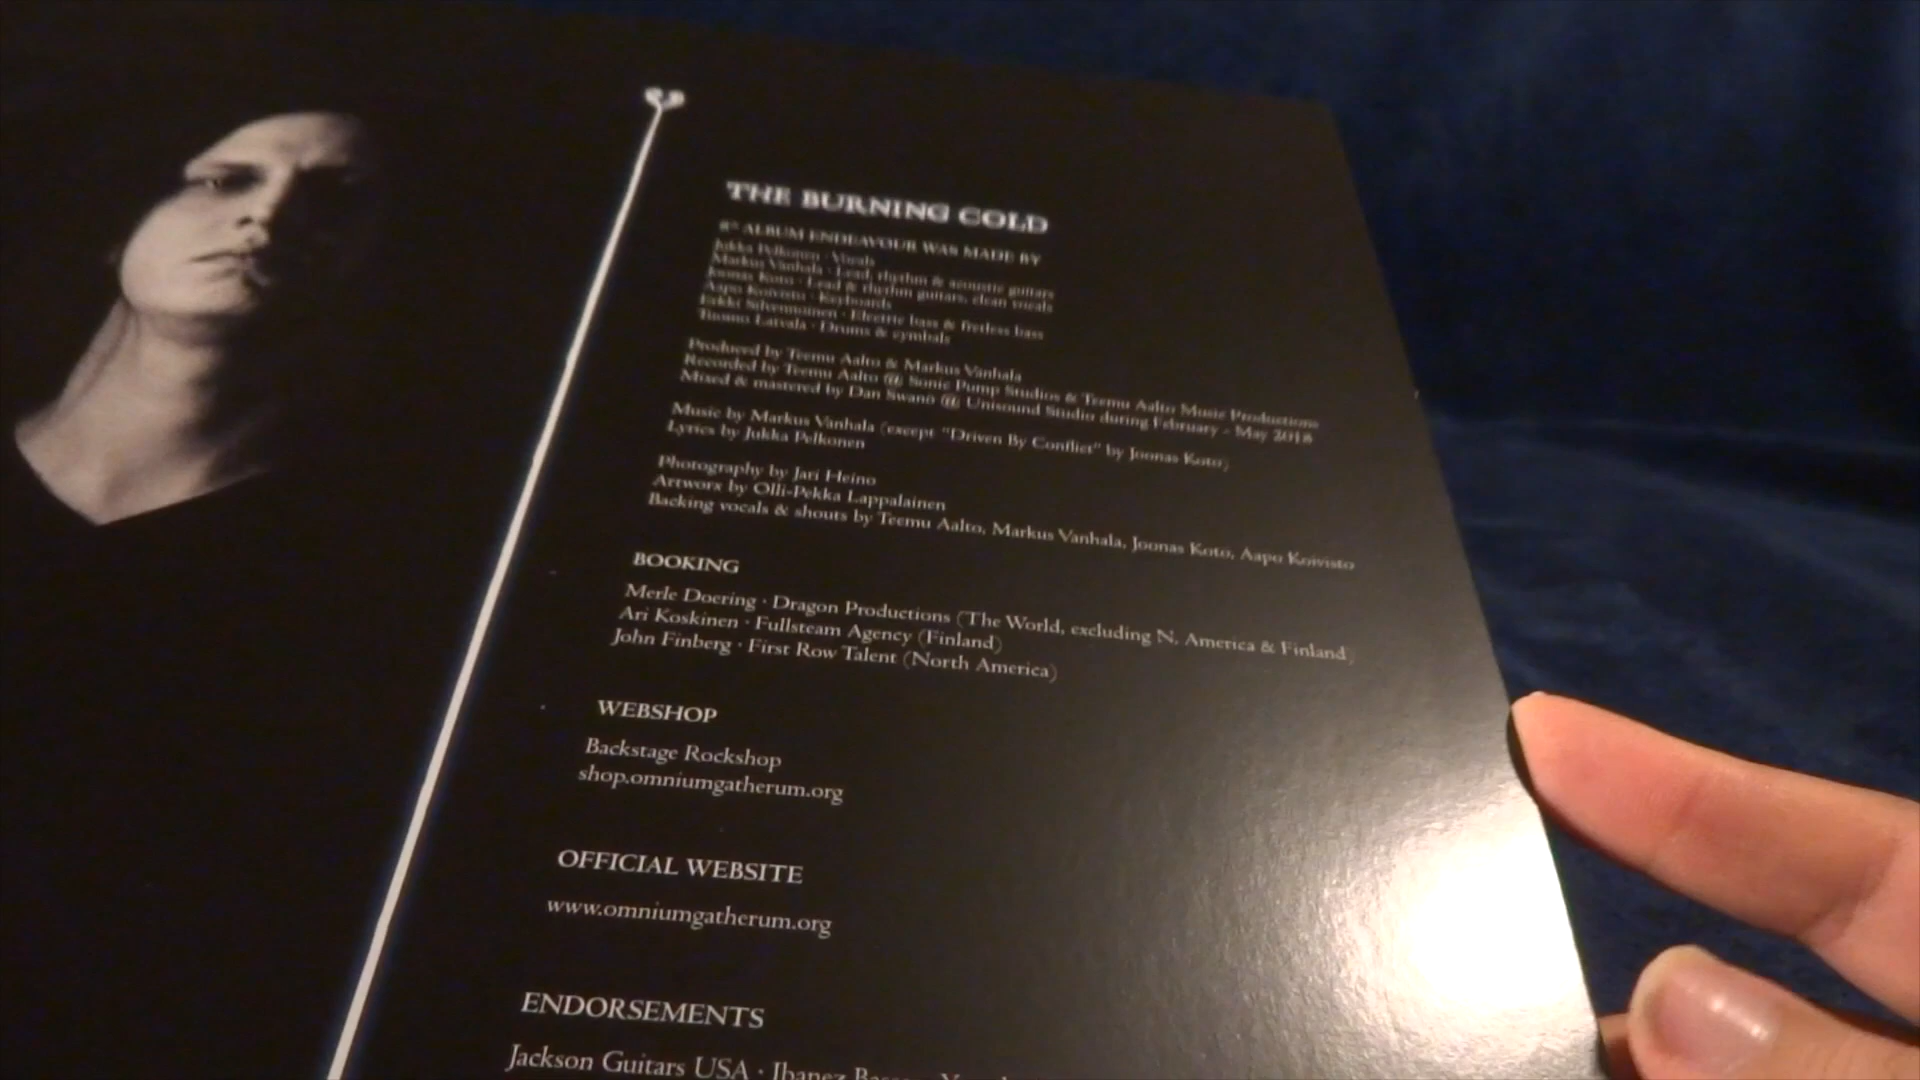 THE BURNING COLD
8th ALBUM ENDEAVOUR WAS MADE BY
Jukka Pelkonen · Vocals
Markus Vanhala · Lead, rhythm & acoustic guitars
Joonas Koto · Lead & rhythm guitars, clean vocals
Aapo Koivisto · Keyboards
Erkki Silvennoinen · Electric bass & fretless bass
Tuomo Latvala · Drums & cymbals
Produced by Teemu Aalto & Markus Vanhala
Recorded by Teemu Aalto @ Sonic Pump Studios & Teemu Aalto Music Productions
Mixed & mastered by Dan Swanö @ Unisound Studio during February - May 2018
Music by Markus Vanhala (except "Driven By Conflict" by Joonas Koto)
Lyrics by Jukka Pelkonen
Photography by Jari Heino
Artworx by Olli-Pekka Lappalainen
Backing vocals & shouts by Teemu Aalto, Markus Vanhala, Joonas Koto, Aapo Koivisto
BOOKING
Merle Doering · Dragon Productions (The World, excluding N. America & Finland)
Ari Koskinen · Fullsteam Agency (Finland)
John Finberg · First Row Talent (North America)
WEBSHOP
Backstage Rockshop
shop.omniumgatherum.org
OFFICIAL WEBSITE
www.omniumgatherum.org
ENDORSEMENTS
Jackson Guitars USA · Ibanez